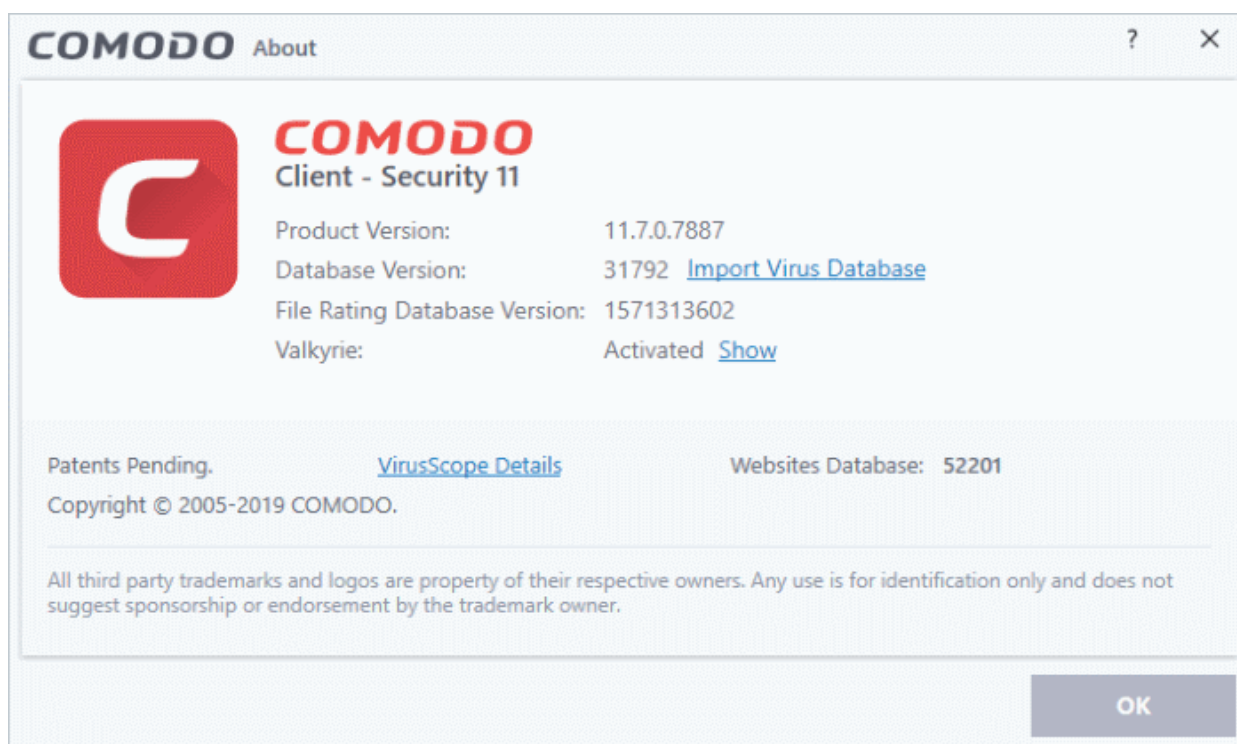 COMODO About ? ×
COMODO
Client - Security 11
Product Version: 11.7.0.7887
Database Version: 31792 Import Virus Database
File Rating Database Version: 1571313602
Valkyrie: Activated Show
Patents Pending. VirusScope Details Websites Database: 52201
Copyright © 2005-2019 COMODO.
All third party trademarks and logos are property of their respective owners. Any use is for identification only and does not
suggest sponsorship or endorsement by the trademark owner.
OK